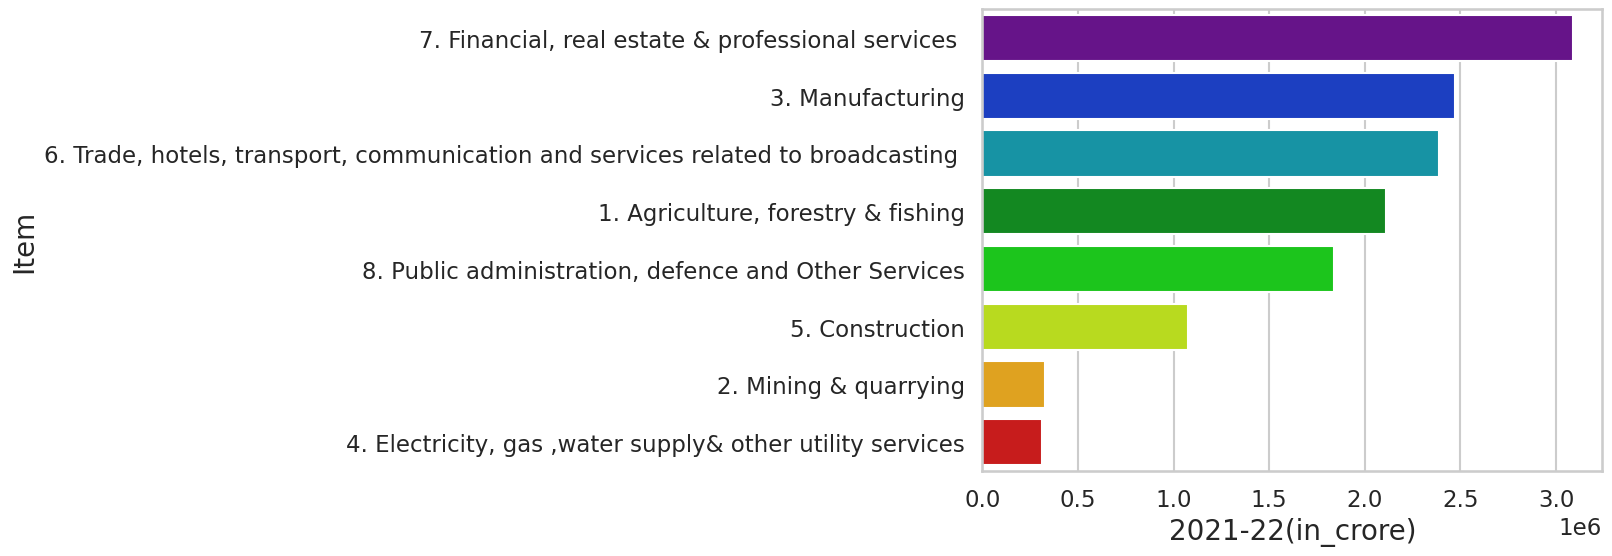 7. Financial, real estate & professional services
3. Manufacturing
6. Trade, hotels, transport, communication and services related to broadcasting
1. Agriculture, forestry & fishing
8. Public administration, defence and Other Services
5. Construction
2. Mining & quarrying
4. Electricity, gas ,water supply& other utility services
Item
0.0 0.5 1.0 1.5 2.0 2.5 3.0
1e6
2021-22(in_crore)